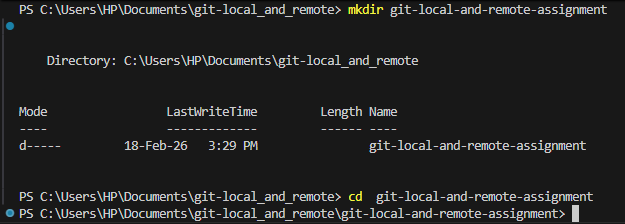 PS C:\Users\HP\Documents\git-local_and_remote> mkdir git-local-and-remote-assignment
Directory: C:\Users\HP\Documents\git-local_and_remote
Mode LastWriteTime Length Name
---- ------------- ------ ----
d----- 18-Feb-26 3:29 PM git-local-and-remote-assignment
PS C:\Users\HP\Documents\git-local_and_remote> cd git-local-and-remote-assignment
PS C:\Users\HP\Documents\git-local_and_remote\git-local-and-remote-assignment>